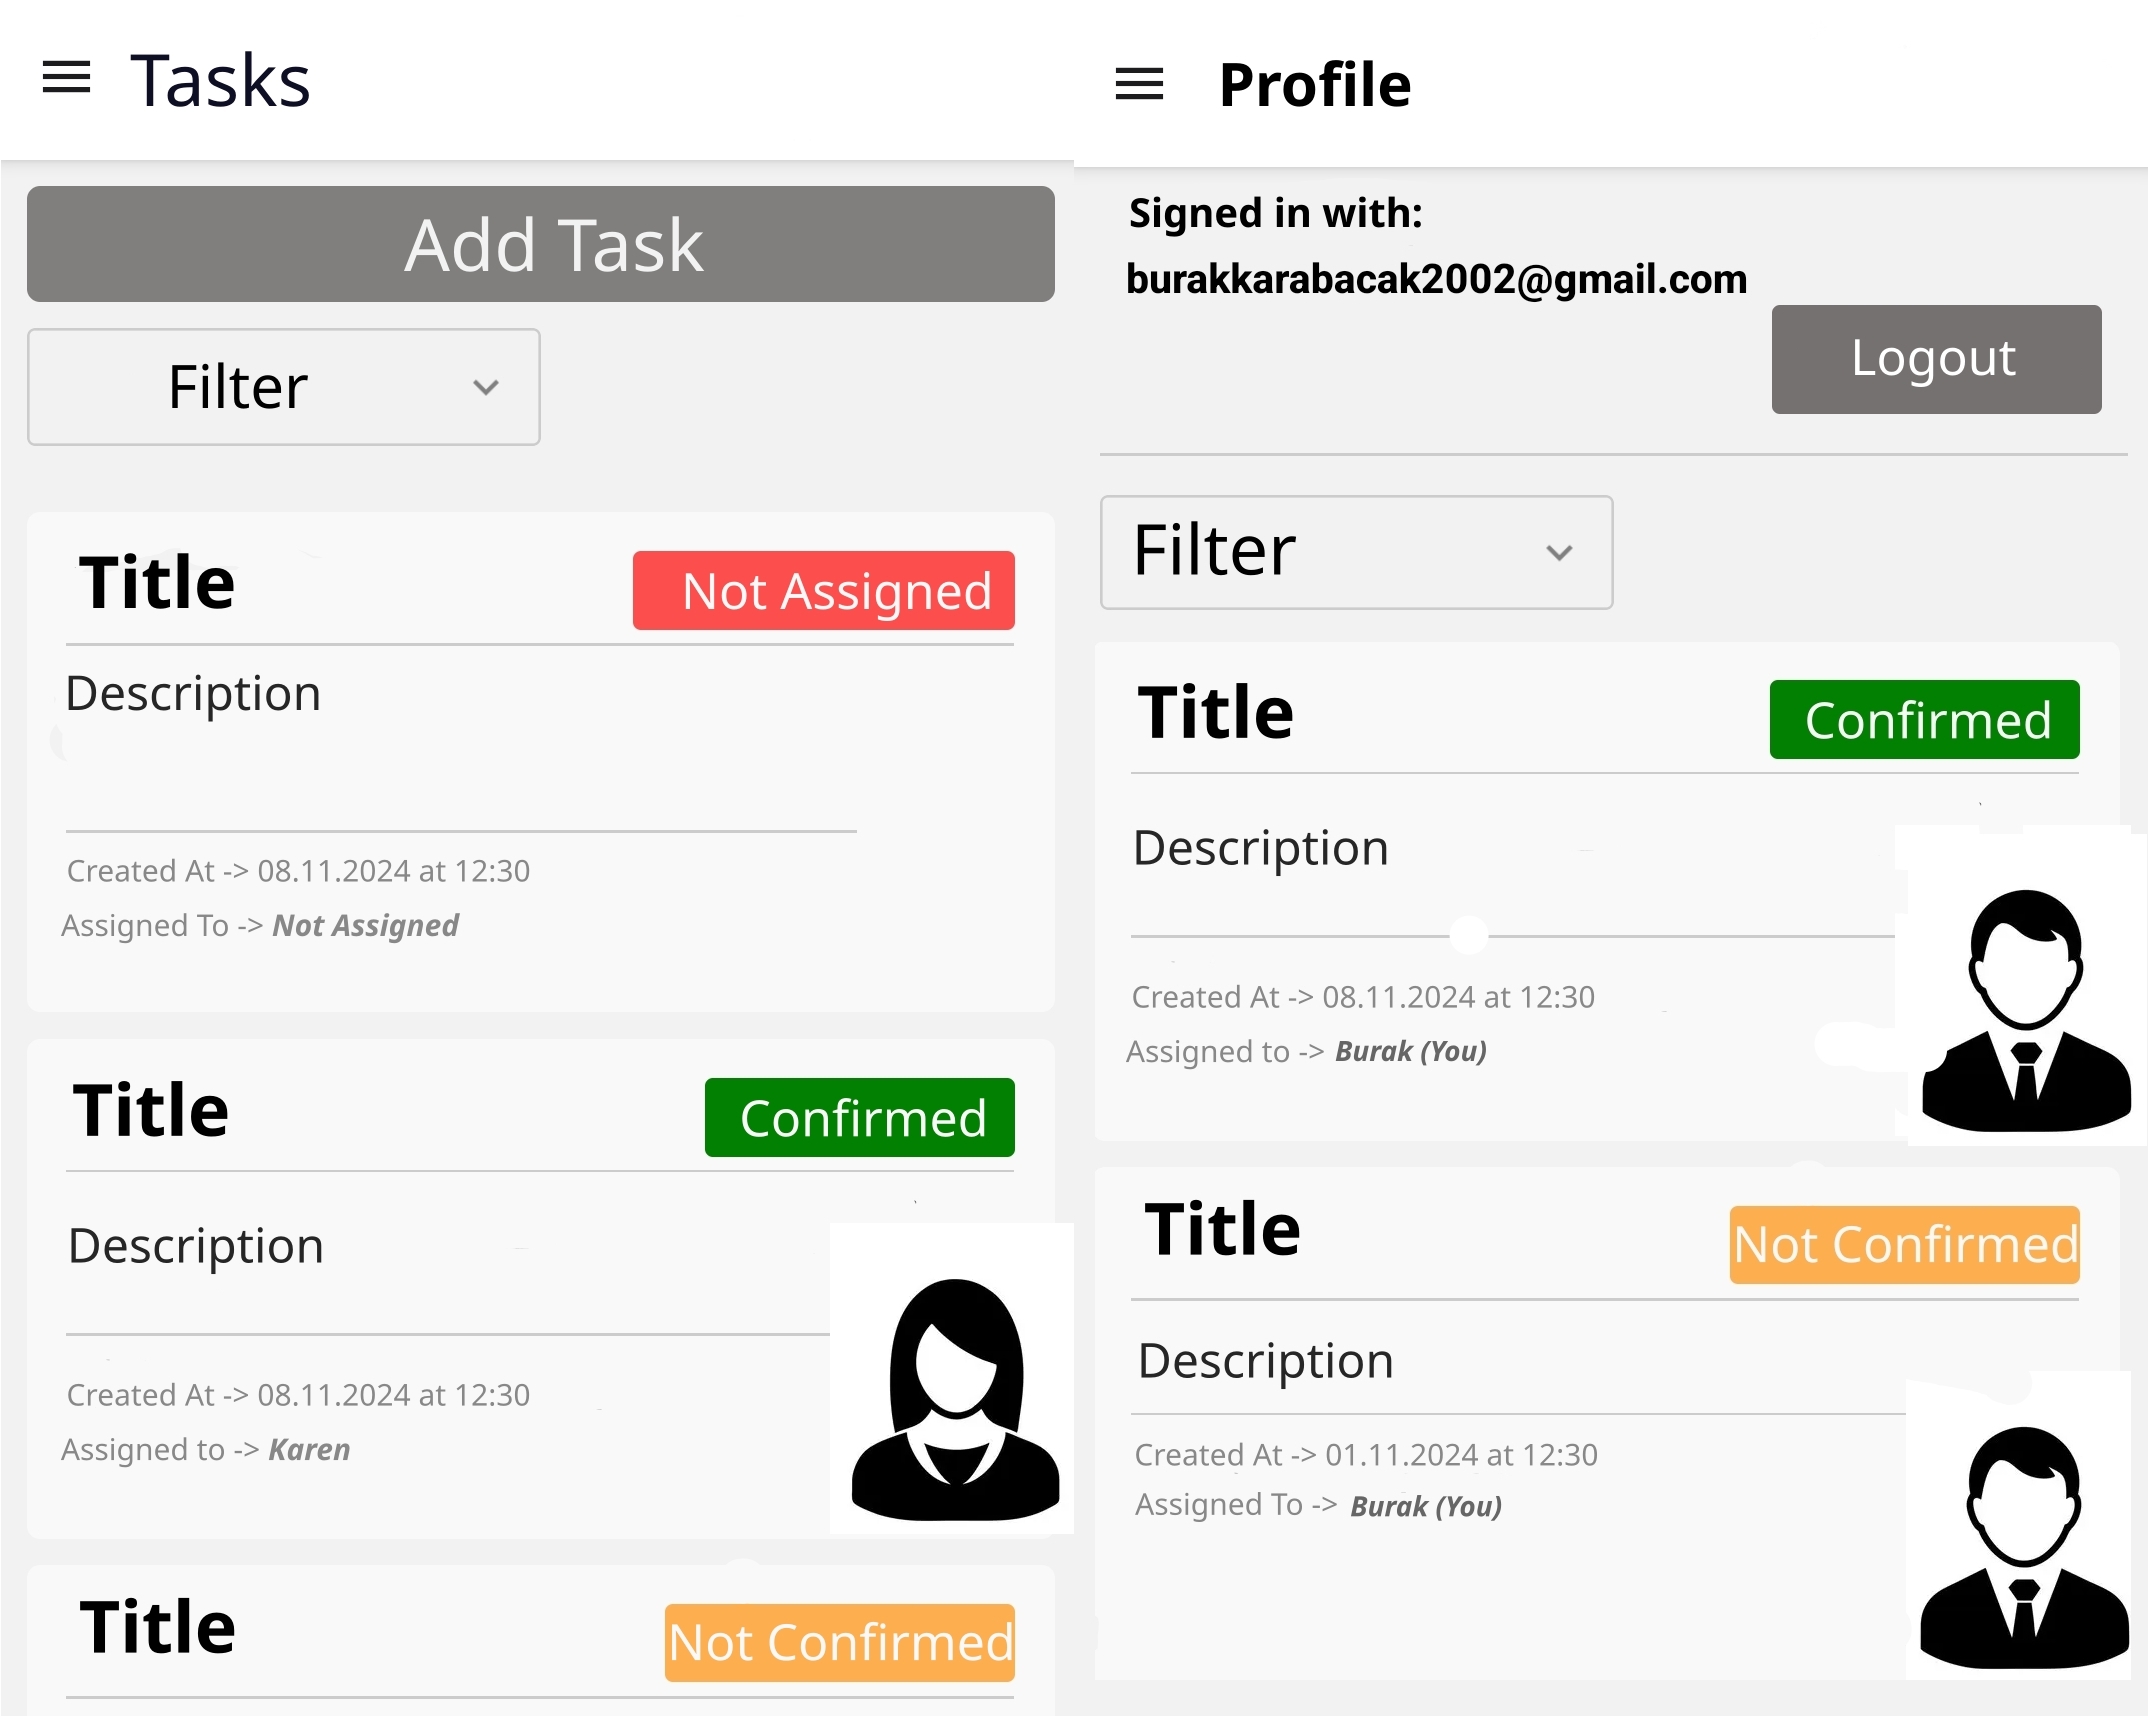 Tasks
Add Task
Filter
Title
Not Assigned
Description
Created At -> 08.11.2024 at 12:30
Assigned To -> Not Assigned
Title
Confirmed
Description
Created At -> 08.11.2024 at 12:30
Assigned to -> Karen
Title
Not Confirmed
Profile
Signed in with:
burakkarabacak2002@gmail.com
Logout
Filter
Title
Confirmed
Description
Created At -> 08.11.2024 at 12:30
Assigned to -> Burak (You)
Title
Not Confirmed
Description
Created At -> 01.11.2024 at 12:30
Assigned To -> Burak (You)